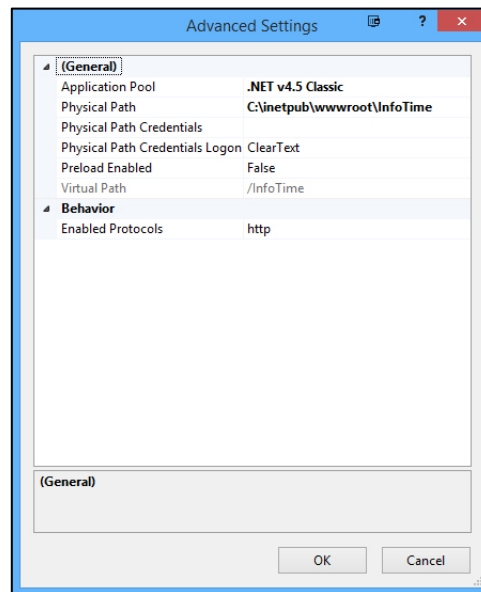 Advanced Settings ?
(General)
Application Pool .NET v4.5 Classic
Physical Path C:\inetpub\wwwroot\InfoTime
Physical Path Credentials
Physical Path Credentials Logon ClearText
Preload Enabled False
Virtual Path /InfoTime
Behavior
Enabled Protocols http
(General)
OK Cancel